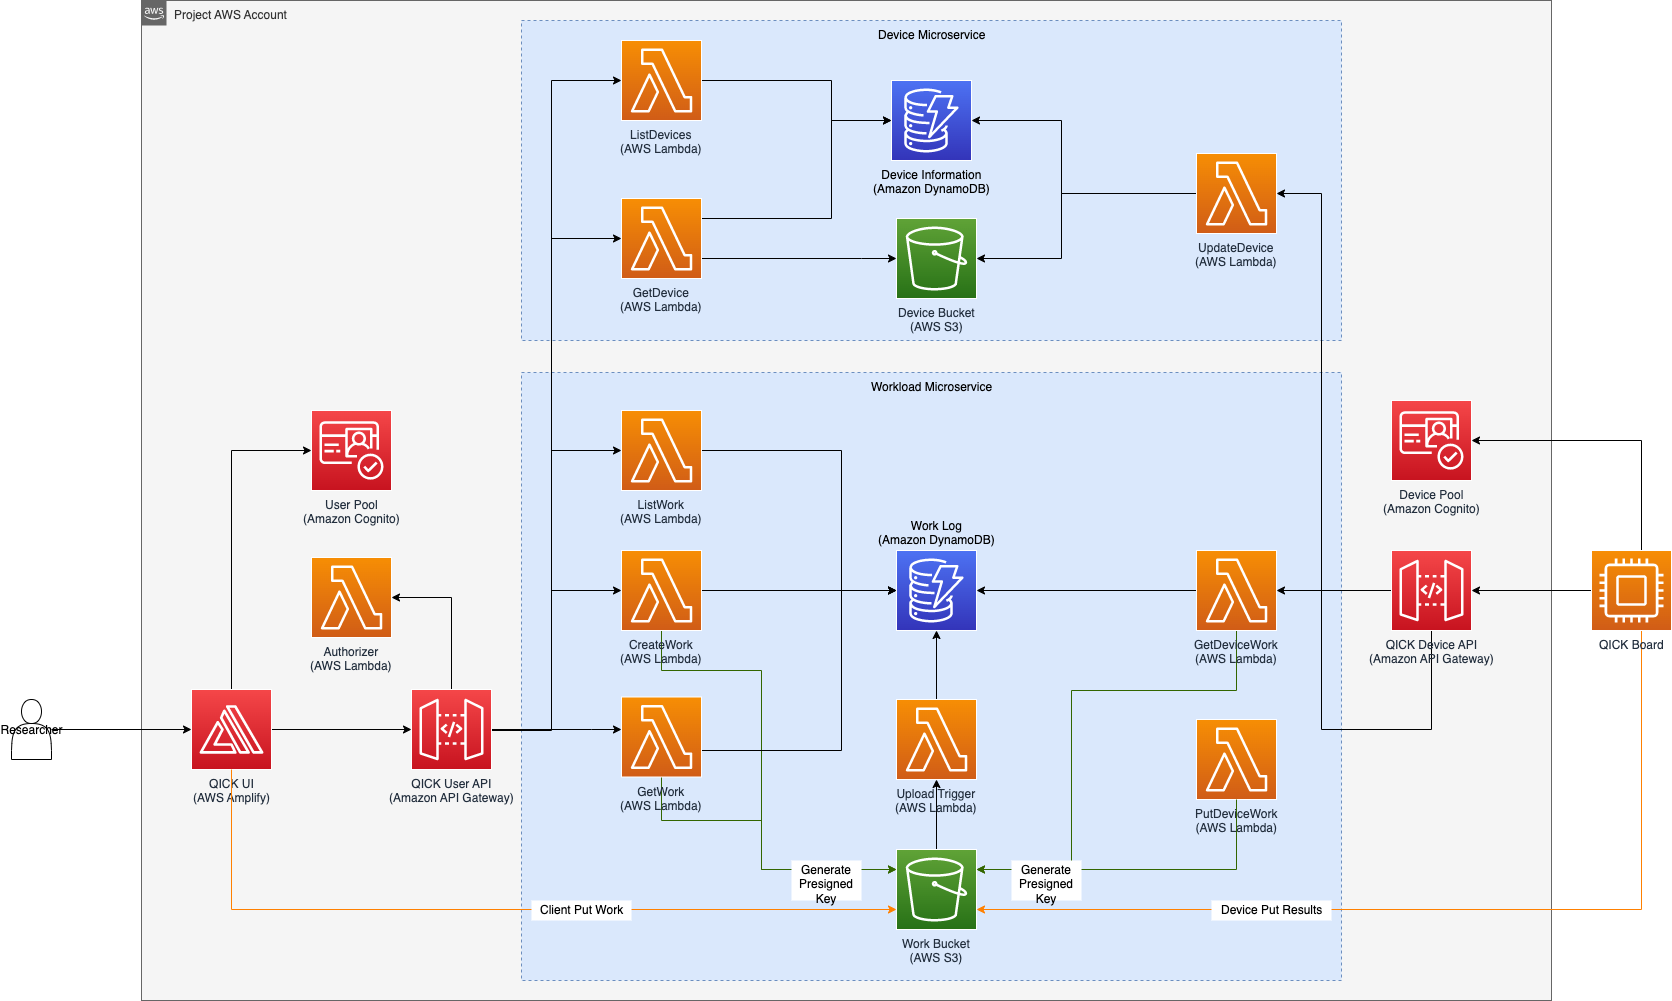 aws
Project AWS Account
Device Microservice
ListDevices
(AWS Lambda)
Device Information
(Amazon DynamoDB)
UpdateDevice
(AWS Lambda)
GetDevice
(AWS Lambda)
Device Bucket
(AWS S3)
Workload Microservice
User Pool
(Amazon Cognito)
ListWork
(AWS Lambda)
Device Pool
(Amazon Cognito)
Work Log
(Amazon DynamoDB)
Authorizer
(AWS Lambda)
CreateWork
(AWS Lambda)
GetDeviceWork
(AWS Lambda)
QICK Device API
(Amazon API Gateway)
QICK Board
Researcher
QICK UI
(AWS Amplify)
QICK User API
(Amazon API Gateway)
GetWork
(AWS Lambda)
Upload Trigger
(AWS Lambda)
PutDeviceWork
(AWS Lambda)
Generate
Presigned
Key
Generate
Presigned
Key
Client Put Work
Device Put Results
Work Bucket
(AWS S3)